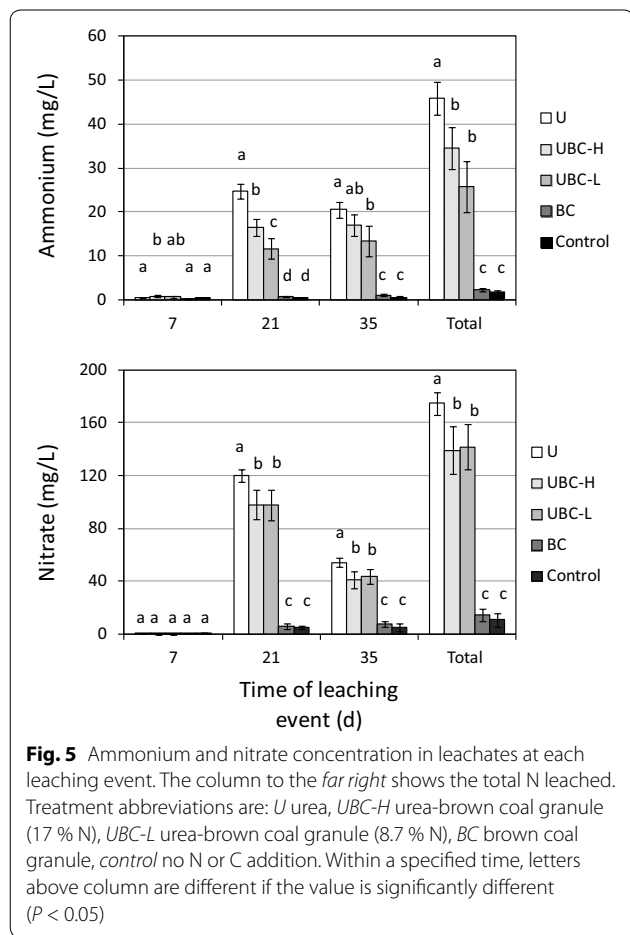 60
50
40
30
20
10
0
Ammonium (mg/L)
a
b
ab
a
a
a
b
c
d
d
a
ab
b
c
c
a
b
b
c
c
7
21
35
Total
U
UBC-H
UBC-L
BC
Control
200
160
120
80
40
0
Nitrate (mg/L)
a
a
a
a
a
a
b
b
c
c
a
b
b
c
c
a
b
b
c
c
7
21
35
Total
Time of leaching
event (d)
U
UBC-H
UBC-L
BC
Control
Fig. 5 Ammonium and nitrate concentration in leachates at each
leaching event. The column to the far right shows the total N leached.
Treatment abbreviations are: U urea, UBC-H urea-brown coal granule
(17 % N), UBC-L urea-brown coal granule (8.7 % N), BC brown coal
granule, control no N or C addition. Within a specified time, letters
above column are different if the value is significantly different
(P < 0.05)